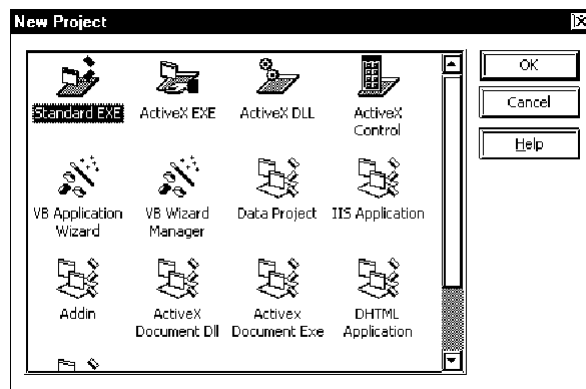 New Project
Standard EXE
ActiveX EXE
ActiveX DLL
ActiveX
Control
OK
Cancel
Help
VB Application
Wizard
VB Wizard
Manager
Data Project
IIS Application
Addin
ActiveX
Document Dll
Activex
Document Exe
DHTML
Application